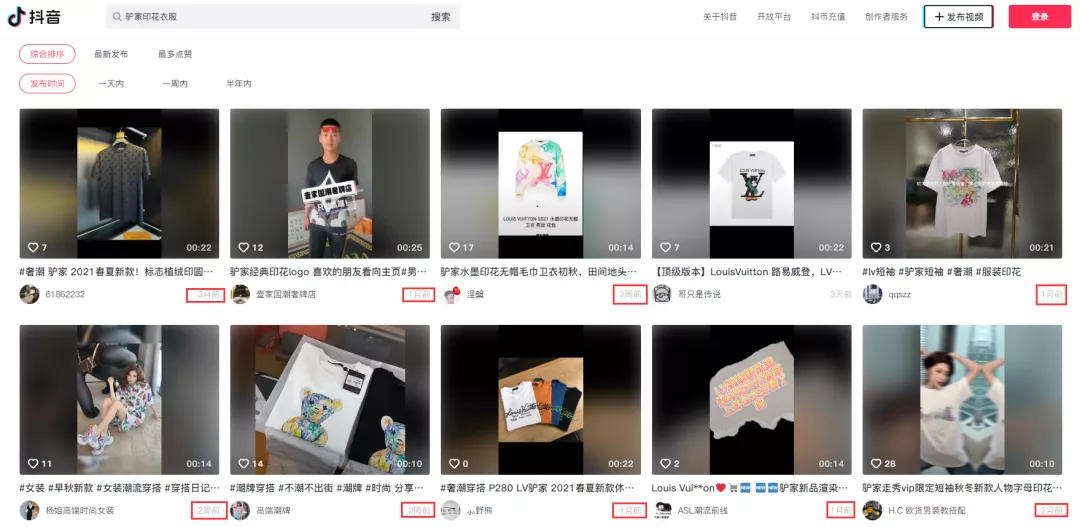 抖音
驴家印花衣服
搜索
关于抖音
开放平台
抖币充值
创作者服务
发布视频
登录
综合排序
最新发布
最多点赞
发布时间
一天内
一周内
半年内
7
00:22
壹家国潮奢牌店
12
00:25
LOUIS VUITTON SS21 水墨印花无帽
卫衣 男款 花色
17
00:14
LOUIS VUITTON
7
00:22
3
00:21
#奢潮 驴家 2021春夏新款！标志植绒印圆…
驴家经典印花logo 喜欢的朋友看向主页#男…
驴家水墨印花无帽毛巾卫衣初秋，田间地头…
【顶级版本】LouisVuitton 路易威登，LV…
#lv短袖 #驴家短袖 #奢潮 #服装印花
61862232
3月前
壹家国潮奢牌店
1月前
涅槃
2周前
哥只是传说
3天前
qqszz
1月前
11
00:14
14
00:10
0
00:22
2
00:14
28
00:10
#女装 #早秋新款 #女装潮流穿搭 #穿搭日记…
#潮牌穿搭 #不潮不出街 #潮牌 #时尚 分享…
#奢潮穿搭 P280 LV驴家 2021春夏新款休…
Louis Vui**on❤️🛒🆕 🆕🆕驴家新品渲染…
驴家走秀vip限定短袖秋冬新款人物字母印花…
杨姐高端时尚女装
2周前
高端潮牌
2周前
小野熊
1月前
ASL潮流前线
1月前
H.C 欧货男装教搭配
2月前